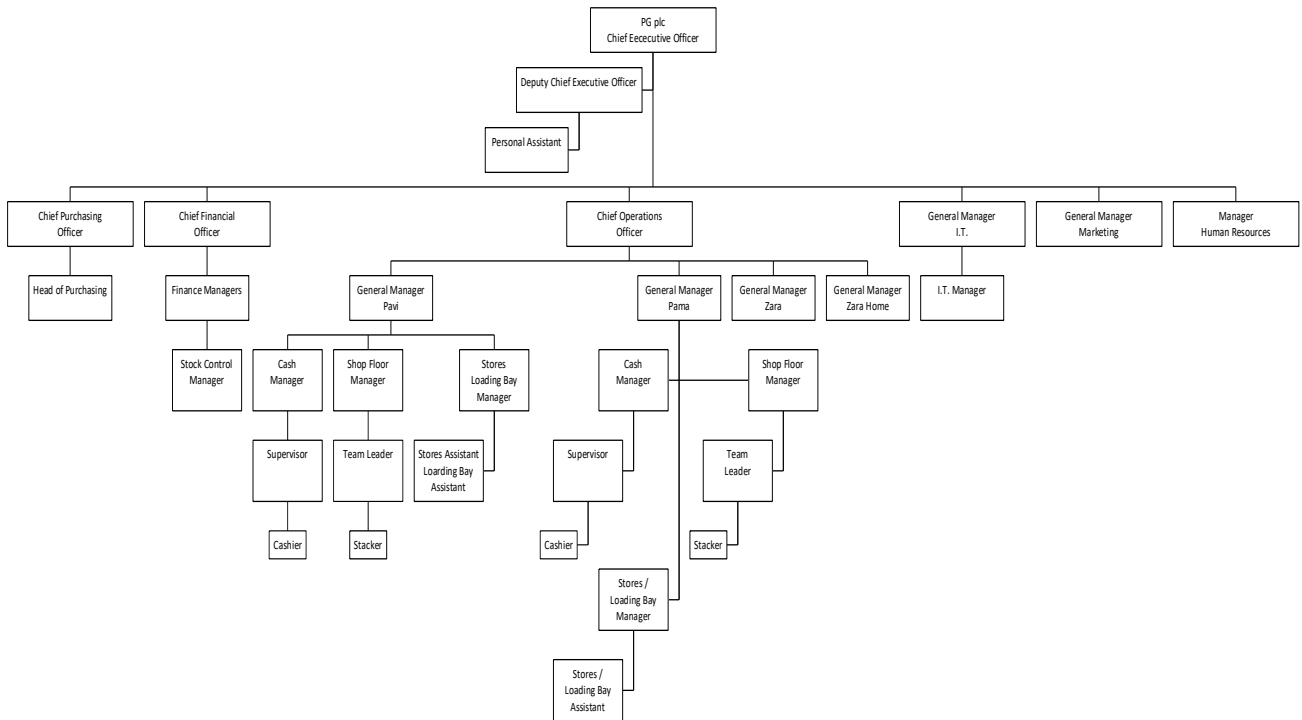 PG plc
Chief Eececutive Officer
Deputy Chief Executive Officer
Personal Assistant
Chief Purchasing
Officer
Chief Financial
Officer
Chief Operations
Officer
General Manager
I.T.
General Manager
Marketing
Manager
Human Resources
Head of Purchasing
Finance Managers
General Manager
Pavi
General Manager
Pama
General Manager
Zara
General Manager
Zara Home
I.T. Manager
Stock Control
Manager
Cash
Manager
Shop Floor
Manager
Stores
Loading Bay
Manager
Cash
Manager
Shop Floor
Manager
Supervisor
Team Leader
Stores Assistant
Loarding Bay
Assistant
Supervisor
Team
Leader
Cashier
Stacker
Cashier
Stacker
Stores /
Loading Bay
Manager
Stores /
Loading Bay
Assistant